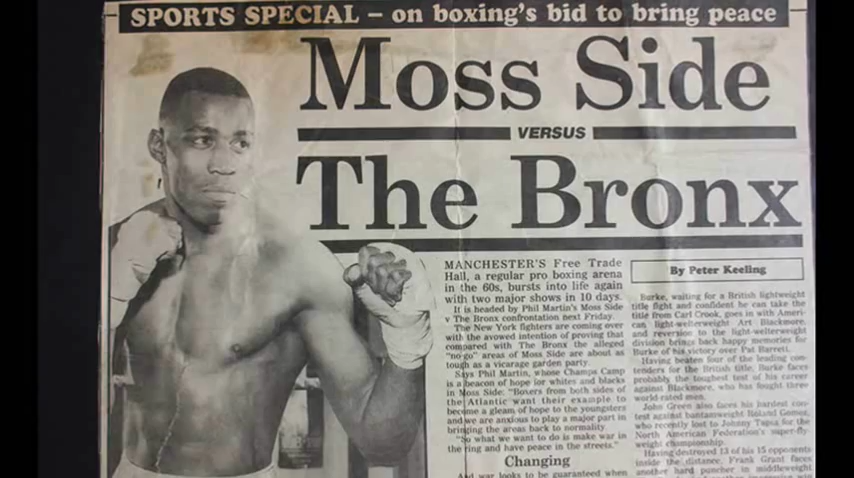 SPORTS SPECIAL – on boxing's bid to bring peace
Moss Side
VERSUS
The Bronx
MANCHESTER'S Free Trade
Hall, a regular pro boxing arena
in the 60s, bursts into life again
with two major shows in 10 days.
It is headed by Phil Martin's Moss Side
v The Bronx confrontation next Friday.
The New York fighters are coming over
with the avowed intention of proving that
compared with The Bronx the alleged
"no go" areas of Moss Side are about as
tough as a vicarage garden party.
Says Phil Martin, whose Champs Camp
is a beacon of hope for whites and blacks
in Moss Side: "Boxers from both sides of
the Atlantic want their example to
become a gleam of hope to the youngsters
and we are anxious to play a major part in
bringing the areas back to normality.
"So what we want to do is make war in
the ring and have peace in the streets."
Changing
And war looks to be guaranteed when
By Peter Keeling
Burke, waiting for a British lightweight
title fight and confident he can take the
title from Carl Crook, goes in with Ameri-
can light-welterweight Art Blackmore,
and reversion to the light-welterweight
division brings back happy memories for
Burke of his victory over Pat Barrett.
Having beaten four of the leading con-
tenders for the British title, Burke faces
probably the toughest test of his career
against Blackmore, who has fought three
world rated men.
John Green also faces his hardest con-
test against bantamweight Roland Gomez,
who recently lost to Johnny Tapia for the
North American Federation's super-fly-
weight championship.
Having destroyed 13 of his 15 opponents
inside the distance, Frank Grant faces
another hard puncher in middleweight